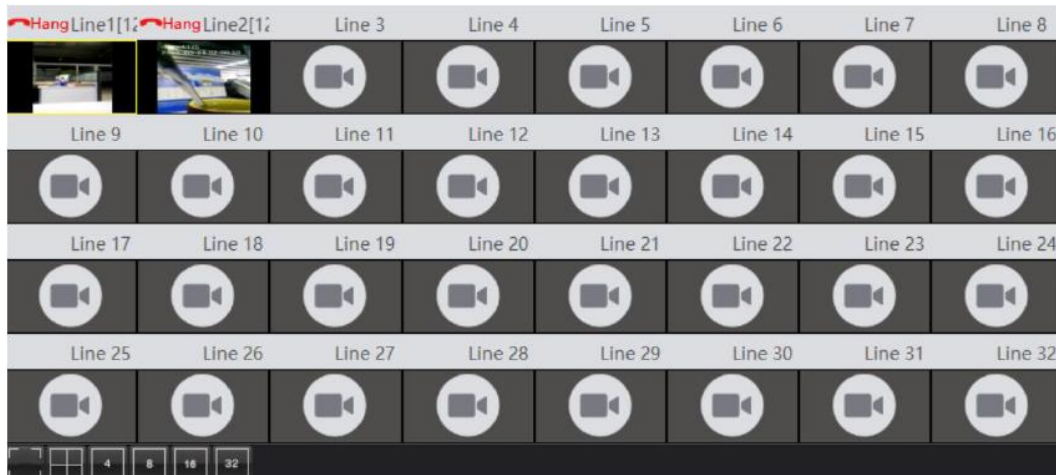 Hang Line1[12 Hang Line2[12 Line 3 Line 4 Line 5 Line 6 Line 7 Line 8
Line 9 Line 10 Line 11 Line 12 Line 13 Line 14 Line 15 Line 16
Line 17 Line 18 Line 19 Line 20 Line 21 Line 22 Line 23 Line 24
Line 25 Line 26 Line 27 Line 28 Line 29 Line 30 Line 31 Line 32
4 8 16 32